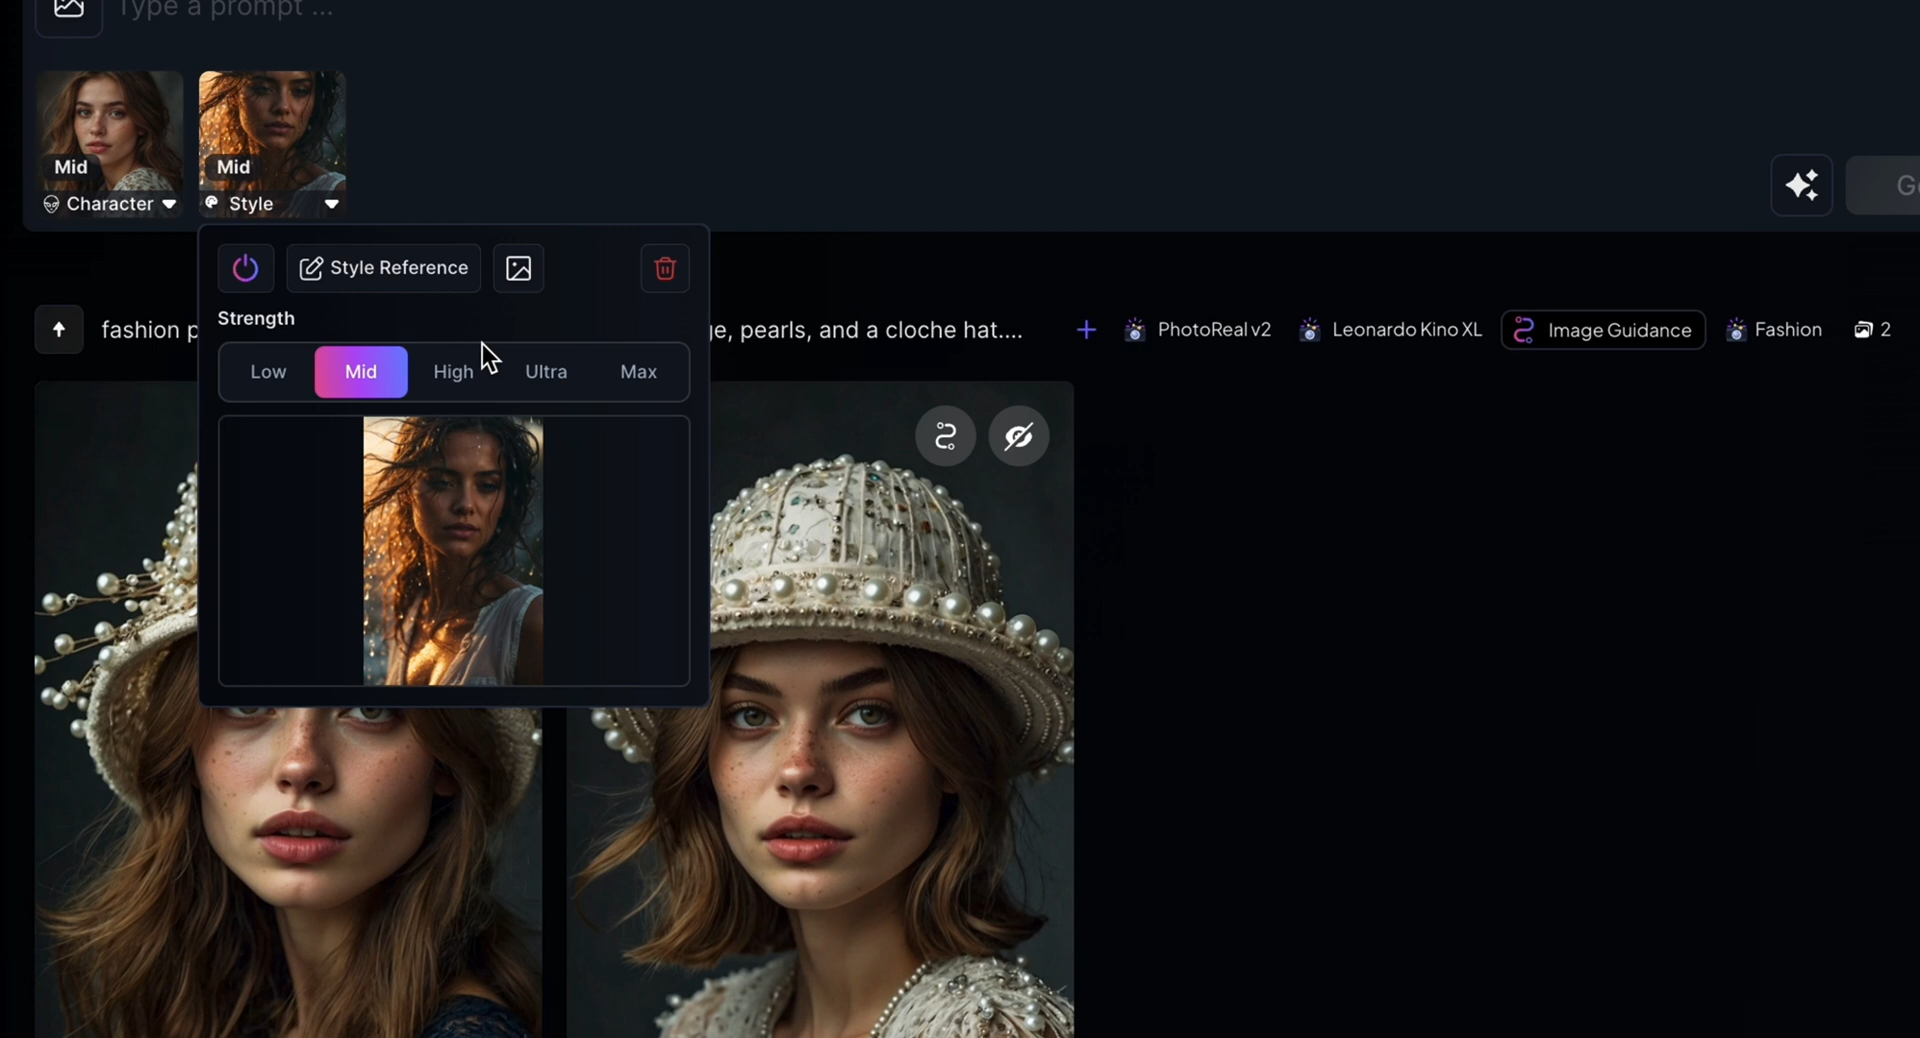 Type a prompt ...
Mid
Character
Mid
Style
Style Reference
Strength
Low
Mid
High
Ultra
Max
fashion
e, pearls, and a cloche hat....
PhotoReal v2
Leonardo Kino XL
Image Guidance
Fashion
2